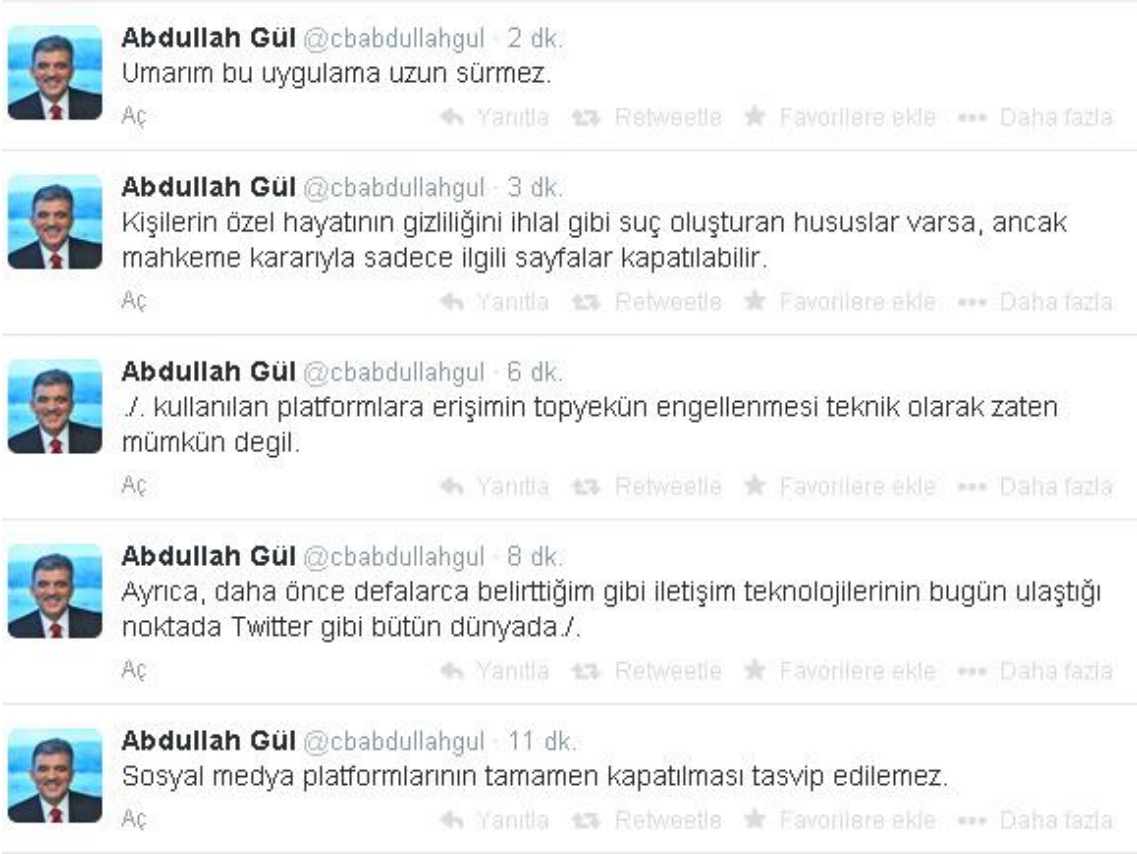 Abdullah Gül @cbabdullahgul · 2 dk.
Umarım bu uygulama uzun sürmez.
Aç Yanıtla Retweetle Favorilere ekle Daha fazla
Abdullah Gül @cbabdullahgul · 3 dk.
Kişilerin özel hayatının gizliliğini ihlal gibi suç oluşturan hususlar varsa, ancak
mahkeme kararıyla sadece ilgili sayfalar kapatılabilir.
Aç Yanıtla Retweetle Favorilere ekle Daha fazla
Abdullah Gül @cbabdullahgul · 6 dk.
./. kullanılan platformlara erişimin topyekün engellenmesi teknik olarak zaten
mümkün degil.
Aç Yanıtla Retweetle Favorilere ekle Daha fazla
Abdullah Gül @cbabdullahgul · 8 dk.
Ayrıca, daha önce defalarca belirttiğim gibi iletişim teknolojilerinin bugün ulaştığı
noktada Twitter gibi bütün dünyada./.
Aç Yanıtla Retweetle Favorilere ekle Daha fazla
Abdullah Gül @cbabdullahgul · 11 dk.
Sosyal medya platformlarının tamamen kapatılması tasvip edilemez.
Aç Yanıtla Retweetle Favorilere ekle Daha fazla